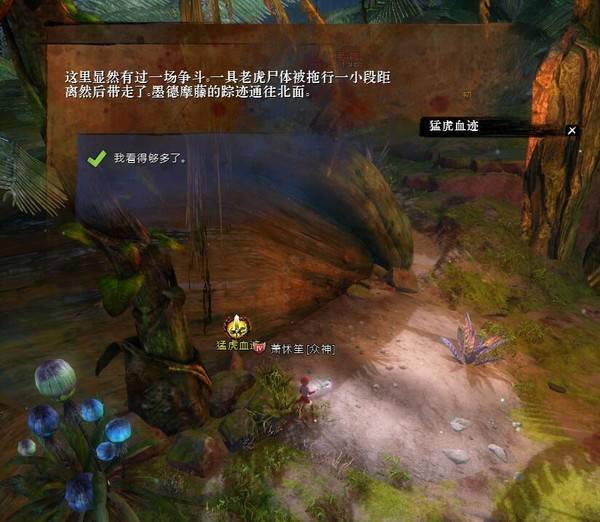 这里显然有过一场争斗。一具老虎尸体被拖行一小段距
离然后带走了。墨德摩藤的踪迹通往北面。
猛虎血迹
我看得够多了。
猛虎血迹
萧怵笙[众神]